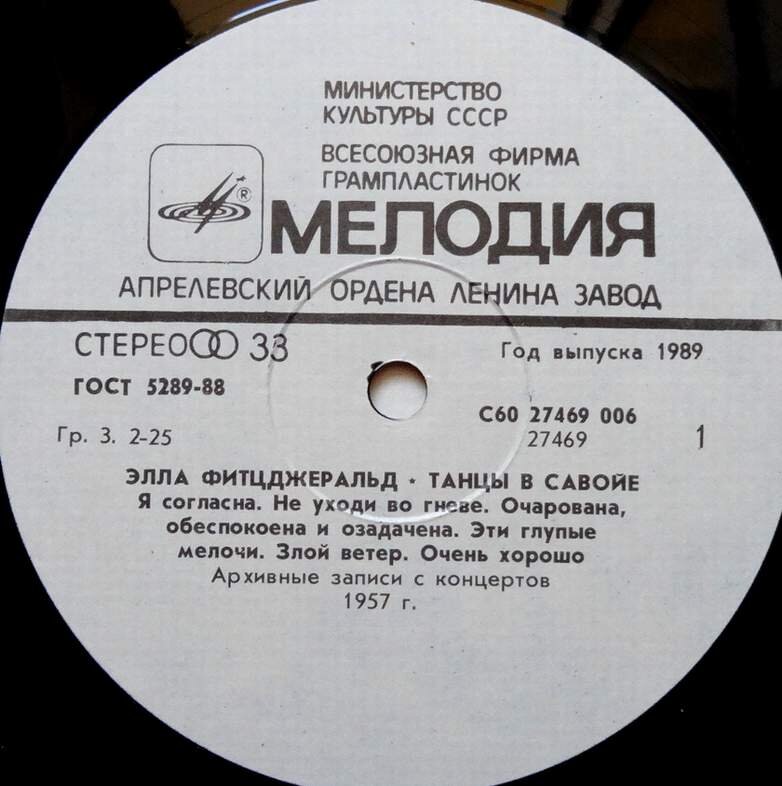 МИНИСТЕРСТВО
КУЛЬТУРЫ СССР
ВСЕСОЮЗНАЯ ФИРМА
ГРАМПЛАСТИНОК
®
МЕЛОДИЯ
АПРЕЛЕВСКИЙ ОРДЕНА ЛЕНИНА ЗАВОД
СТЕРЕО 33
Год выпуска 1989
ГОСТ 5289-88
С60 27469 006
Гр. 3. 2-25
27469
1
ЭЛЛА ФИТЦДЖЕРАЛЬД • ТАНЦЫ В САВОЙЕ
Я согласна. Не уходи во гневе. Очарована,
обеспокоена и озадачена. Эти глупые
мелочи. Злой ветер. Очень хорошо
Архивные записи с концертов
1957 г.